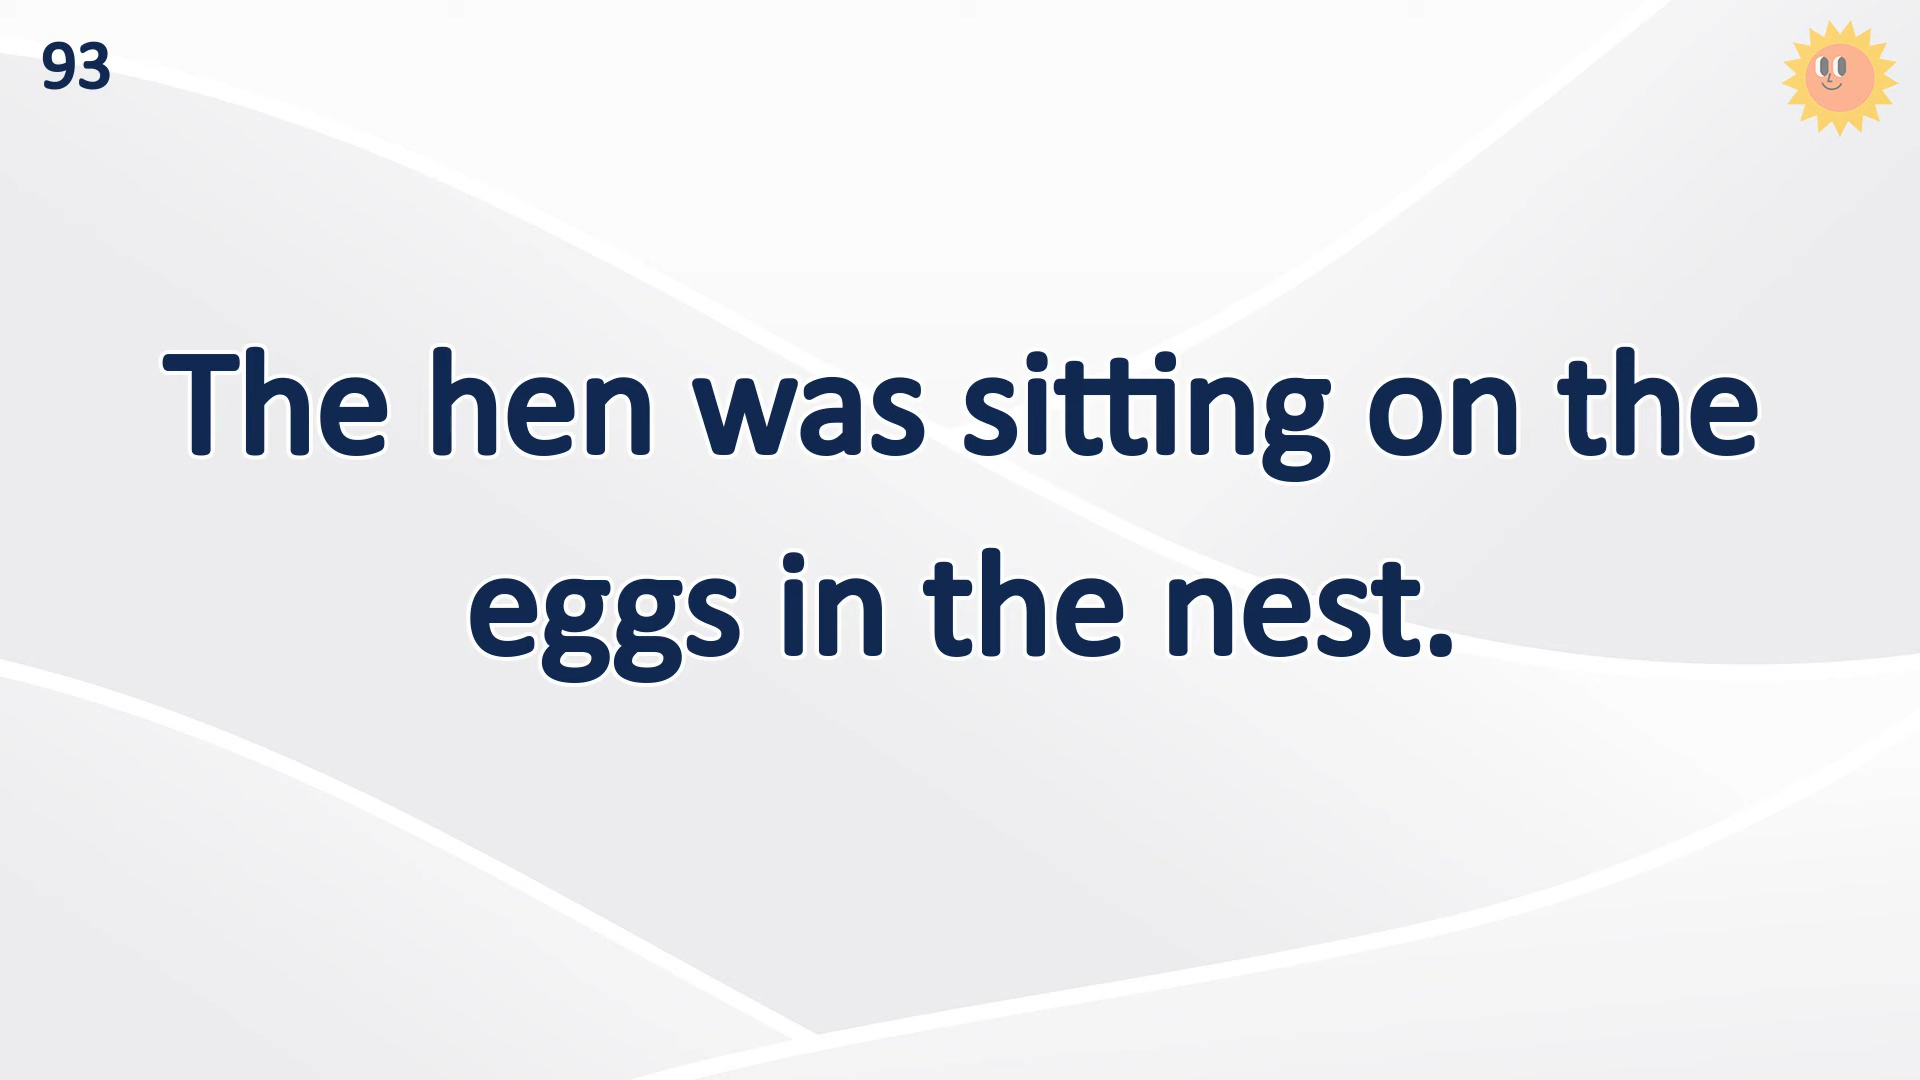 93
The hen was sitting on the
eggs in the nest.